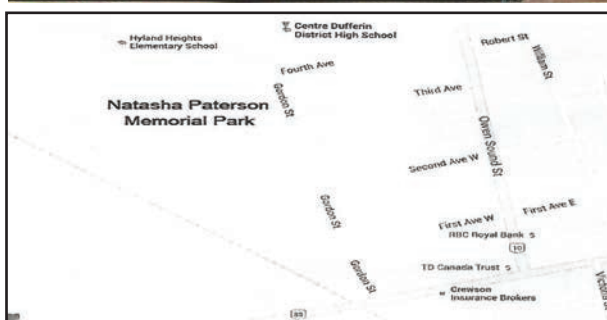 Centre Dufferin
District High School
Hyland Heights
Elementary School
Robert St
William St
Fourth Ave
Gordon St
Third Ave
Natasha Paterson
Memorial Park
Owen Sound St
Second Ave W
Gordon St
First Ave E
First Ave W
RBC Royal Bank
10
TD Canada Trust
Gordon St
Crewson
Insurance Brokers